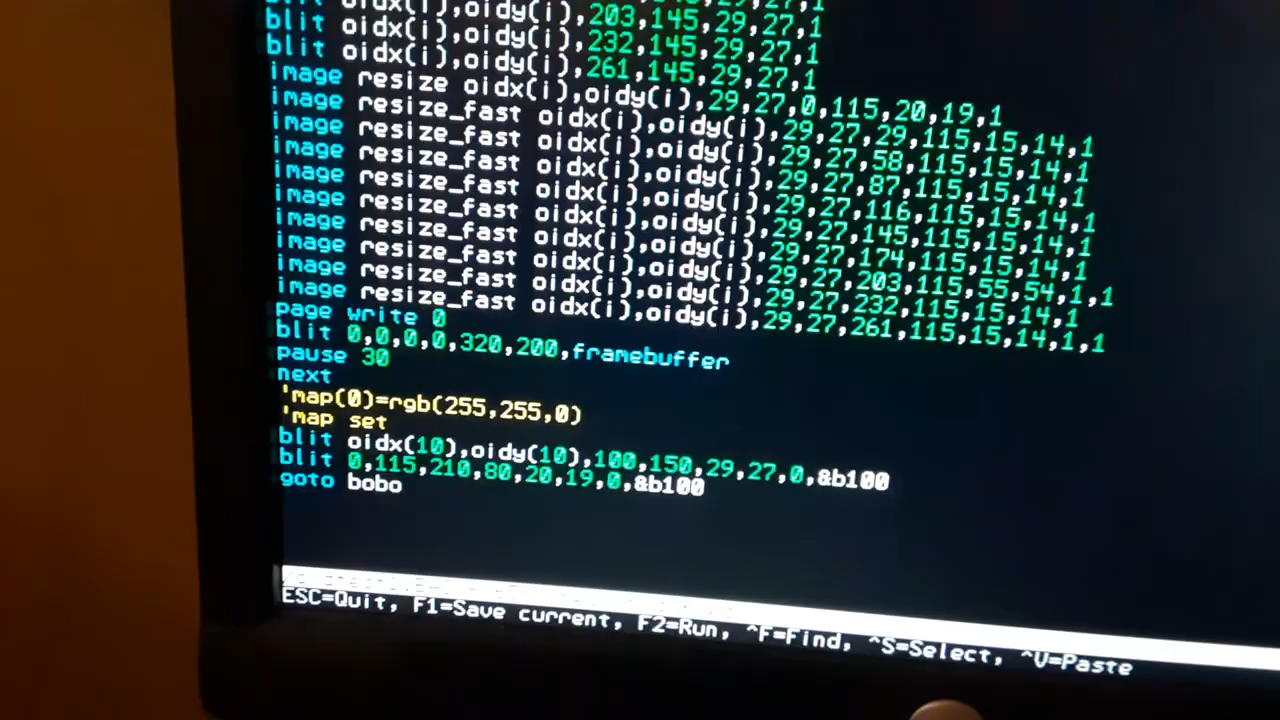 blit oidx(i),oidy(i),203,145,29,27,1
blit oidx(i),oidy(i),232,145,29,27,1
blit oidx(i),oidy(i),261,145,29,27,1
image resize oidx(i),oidy(i),29,27,0,115,20,19,1
image resize_fast oidx(i),oidy(i),29,27,29,115,15,14,1
image resize_fast oidx(i),oidy(i),29,27,58,115,15,14,1
image resize_fast oidx(i),oidy(i),29,27,87,115,15,14,1
image resize_fast oidx(i),oidy(i),29,27,116,115,15,14,1
image resize_fast oidx(i),oidy(i),29,27,145,115,15,14,1
image resize_fast oidx(i),oidy(i),29,27,174,115,15,14,1
image resize_fast oidx(i),oidy(i),29,27,203,115,55,54,1,1
image resize_fast oidx(i),oidy(i),29,27,232,115,15,14,1
image resize_fast oidx(i),oidy(i),29,27,261,115,15,14,1,1
page write 0
blit 0,0,0,0,320,200,framebuffer
pause 30
next
'map(0)=rgb(255,255,0)
'map set
blit oidx(10),oidy(10),100,150,29,27,0,&b100
blit 0,115,210,80,20,19,0,&b100
goto bobo
ESC=Quit, F1=Save current, F2=Run, ^F=Find, ^S=Select, ^V=Paste